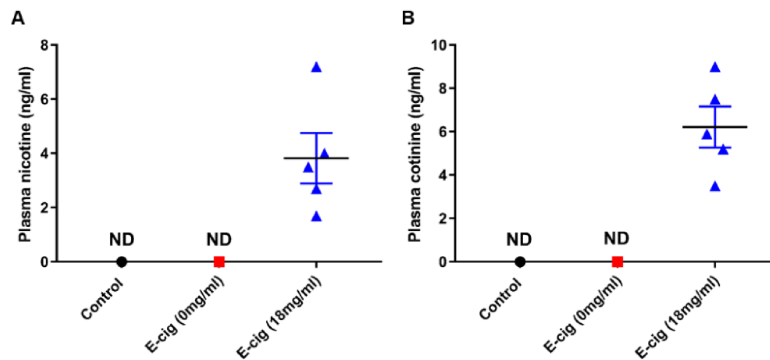 A
Plasma nicotine (ng/ml)
8
6
4
2
0
ND
ND
Control
E-cig (0mg/ml)
E-cig (18mg/ml)
B
Plasma cotinine (ng/ml)
10
8
6
4
2
0
ND
ND
Control
E-cig (0mg/ml)
E-cig (18mg/ml)